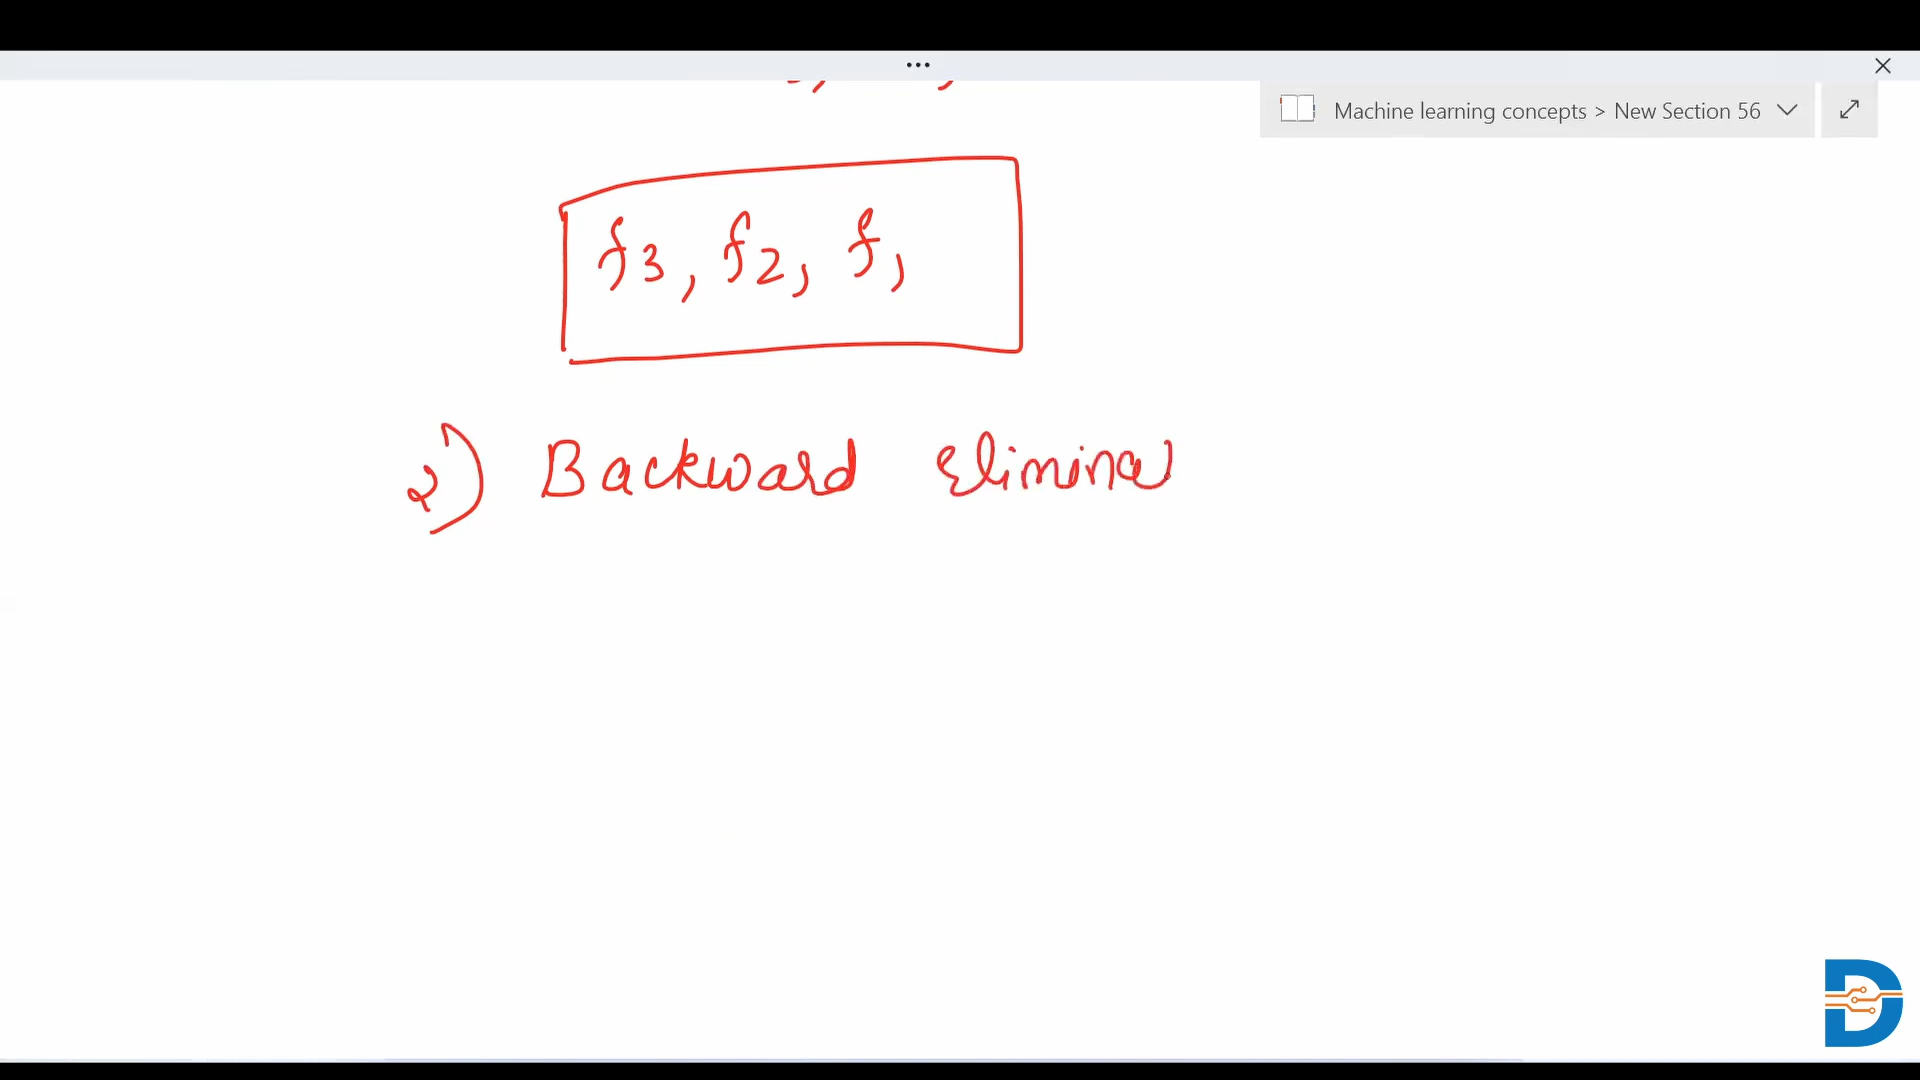 Machine learning concepts > New Section 56
f3, f2, f1
2) Backward Elimina